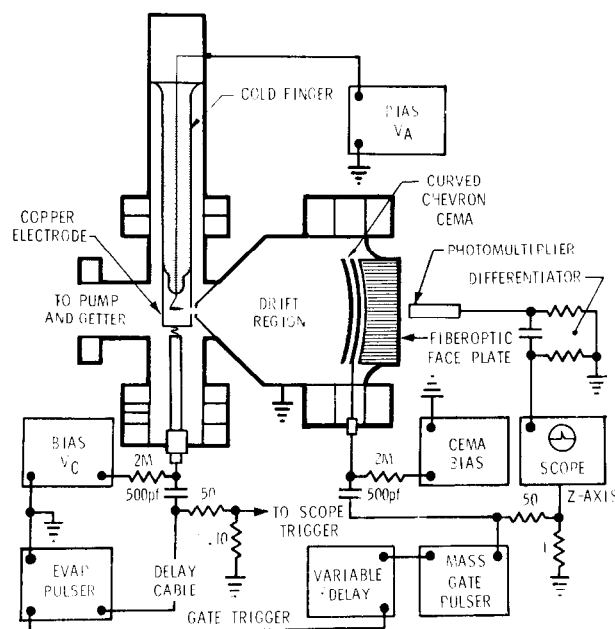 COLD FINGER
BIAS
VA
CURVED
CHEVRON
CEMA
COPPER
ELECTRODE
PHOTOMULTIPLIER
DIFFERENTIATOR
TO PUMP
AND GETTER
DRIFT
REGION
FIBEROPTIC
FACE PLATE
BIAS
VC
2M
500pf
50
10
TO SCOPE
TRIGGER
2M
500pf
CEMA
BIAS
SCOPE
50
Z-AXIS
1
EVAP
PULSER
DELAY
CABLE
VARIABLE
DELAY
MASS
GATE
PULSER
GATE TRIGGER